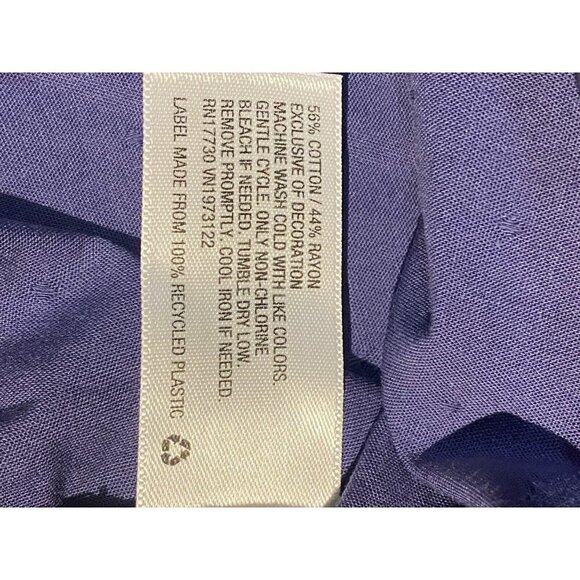 56% COTTON / 44% RAYON
EXCLUSIVE OF DECORATION
MACHINE WASH COLD WITH LIKE COLORS.
GENTLE CYCLE. ONLY NON-CHLORINE
BLEACH IF NEEDED. TUMBLE DRY LOW.
REMOVE PROMPTLY. COOL IRON IF NEEDED.
RN17730 VN1973122
LABEL MADE FROM 100% RECYCLED PLASTIC